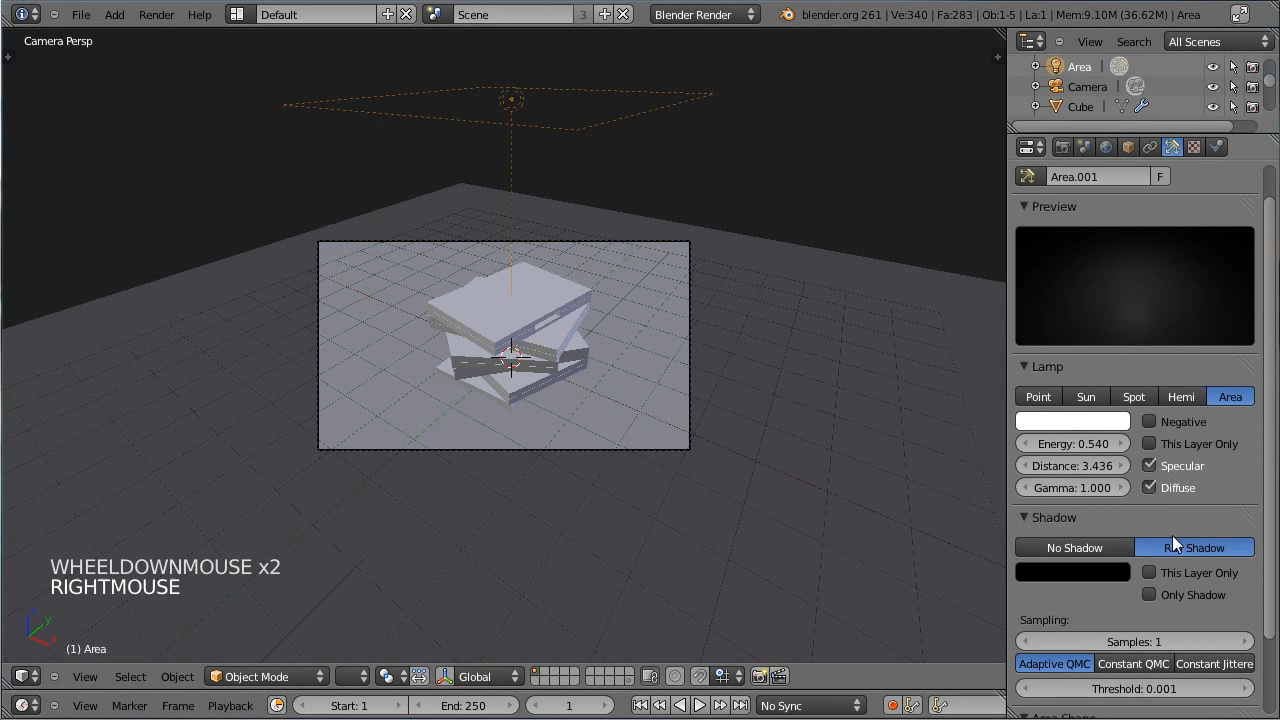 File Add Render Help Default Scene 3 Blender Render blender.org 261 | Ve:340 | Fa:283 | Ob:1-5 | La:1 | Mem:9.10M (36.62M) | Area
Camera Persp
View Search All Scenes
Area
Camera
Cube
Area.001 F
Preview
Lamp
Point Sun Spot Hemi Area
Negative
Energy: 0.540 This Layer Only
Distance: 3.436 Specular
Gamma: 1.000 Diffuse
Shadow
No Shadow Shadow
This Layer Only
Only Shadow
Sampling:
Samples: 1
Adaptive QMC Constant QMC Constant Jittere
Threshold: 0.001
WHEELDOWNMOUSE x2
RIGHTMOUSE
z
y
x
(1) Area
View Select Object Object Mode Global
View Marker Frame Playback Start: 1 End: 250 1 No Sync